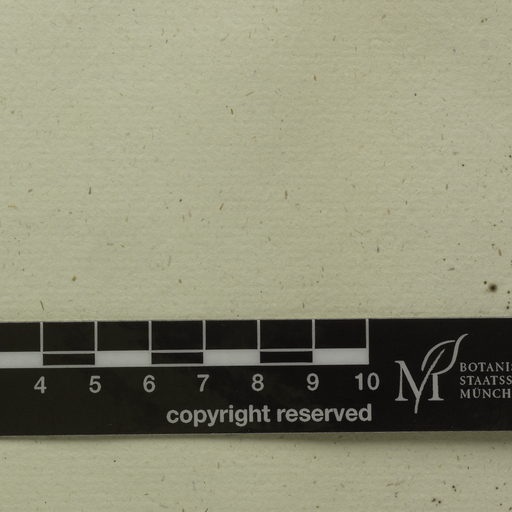 4 5 6 7 8 9 10
copyright reserved
M
BOTANIS
STAATSS
MÜNCH